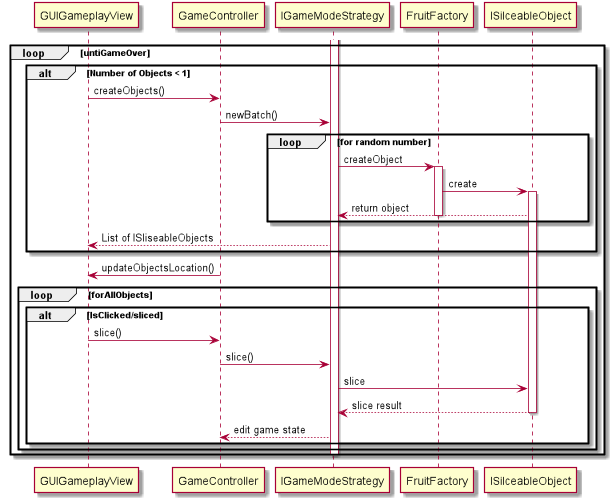 GUIGameplayView GameController IGameModeStrategy FruitFactory ISilceableObject
loop [untiGameOver]
alt [Number of Objects < 1]
createObjects()
newBatch()
loop [for random number]
createObject
create
return object
List of ISliseableObjects
updateObjectsLocation()
loop [forAllObjects]
alt [IsClicked/sliced]
slice()
slice()
slice
slice result
edit game state
GUIGameplayView GameController IGameModeStrategy FruitFactory ISilceableObject